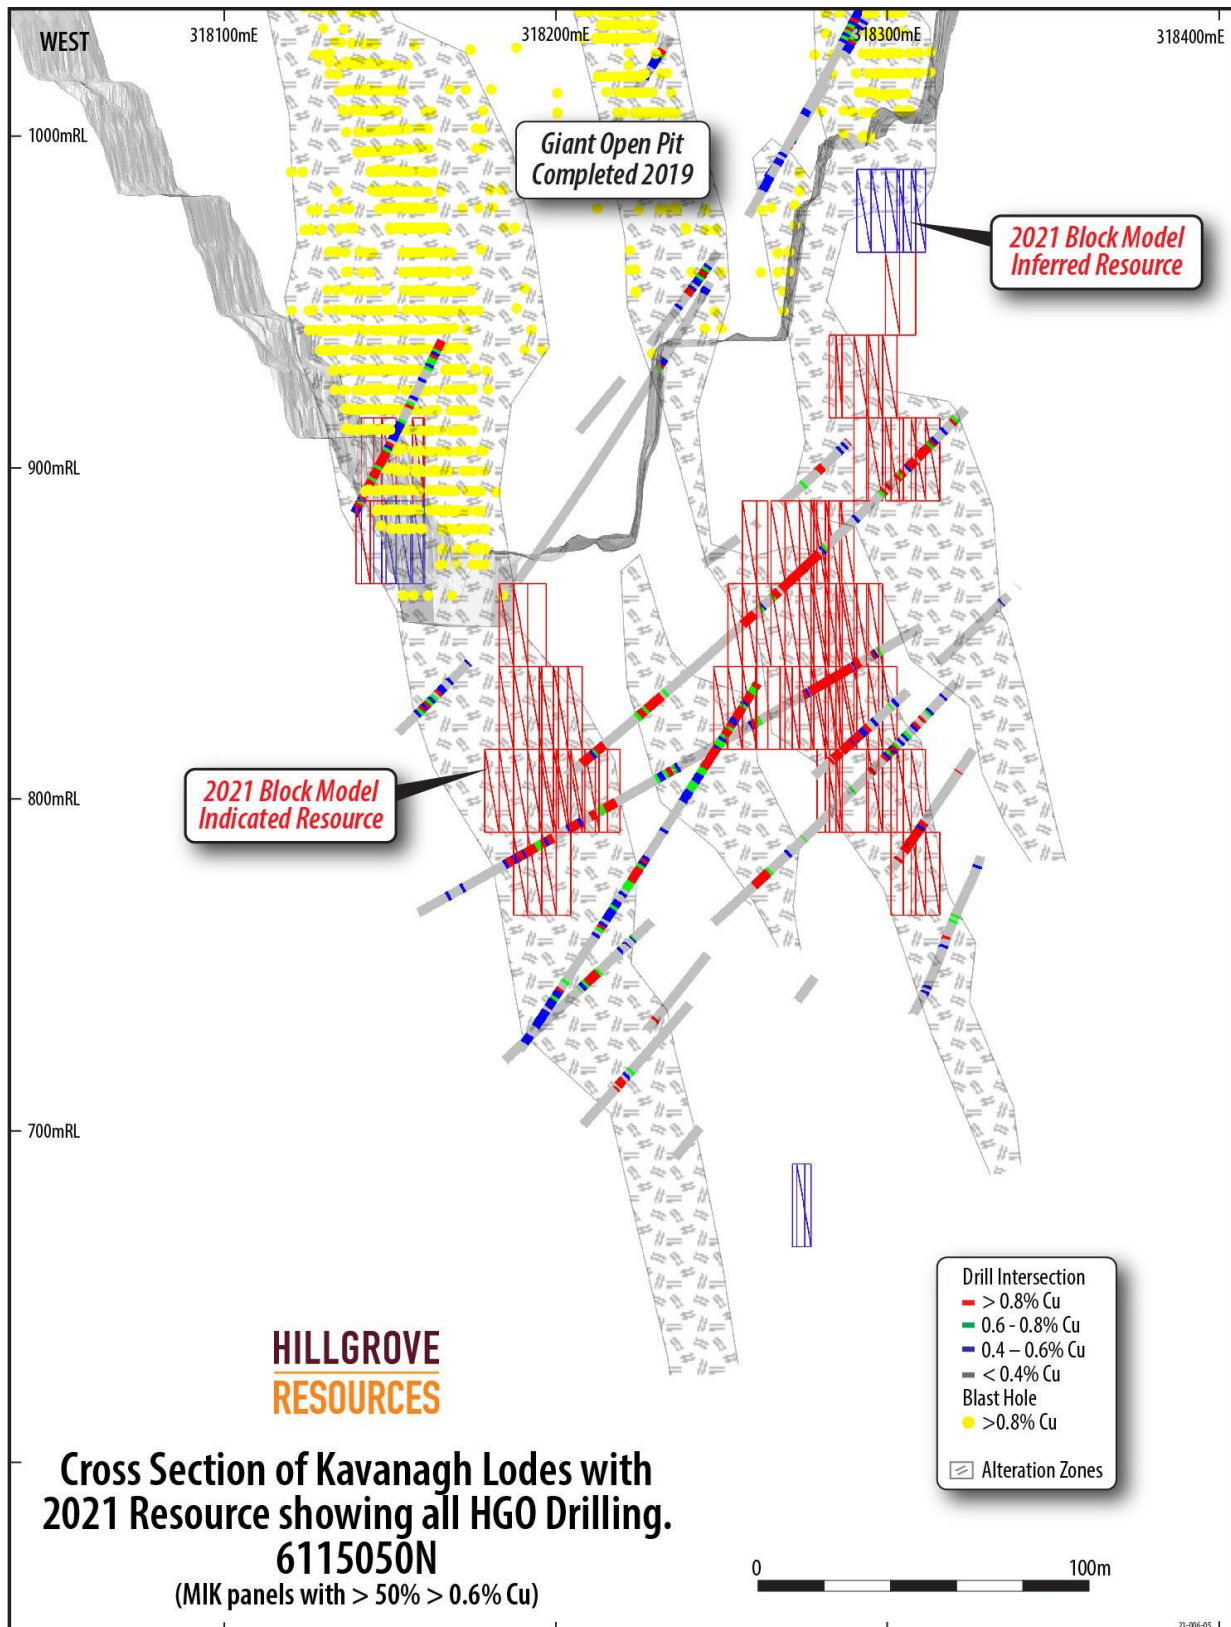 WEST
318100mE
318200mE
318300mE
318400mE
1000mRL
Giant Open Pit
Completed 2019
2021 Block Model
Inferred Resource
900mRL
800mRL
2021 Block Model
Indicated Resource
700mRL
Drill Intersection
> 0.8% Cu
0.6 - 0.8% Cu
0.4 – 0.6% Cu
< 0.4% Cu
Blast Hole
>0.8% Cu
Alteration Zones
HILLGROVE
RESOURCES
Cross Section of Kavanagh Lodes with
2021 Resource showing all HGO Drilling.
6115050N
(MIK panels with > 50% > 0.6% Cu)
0 100m
21-006-05